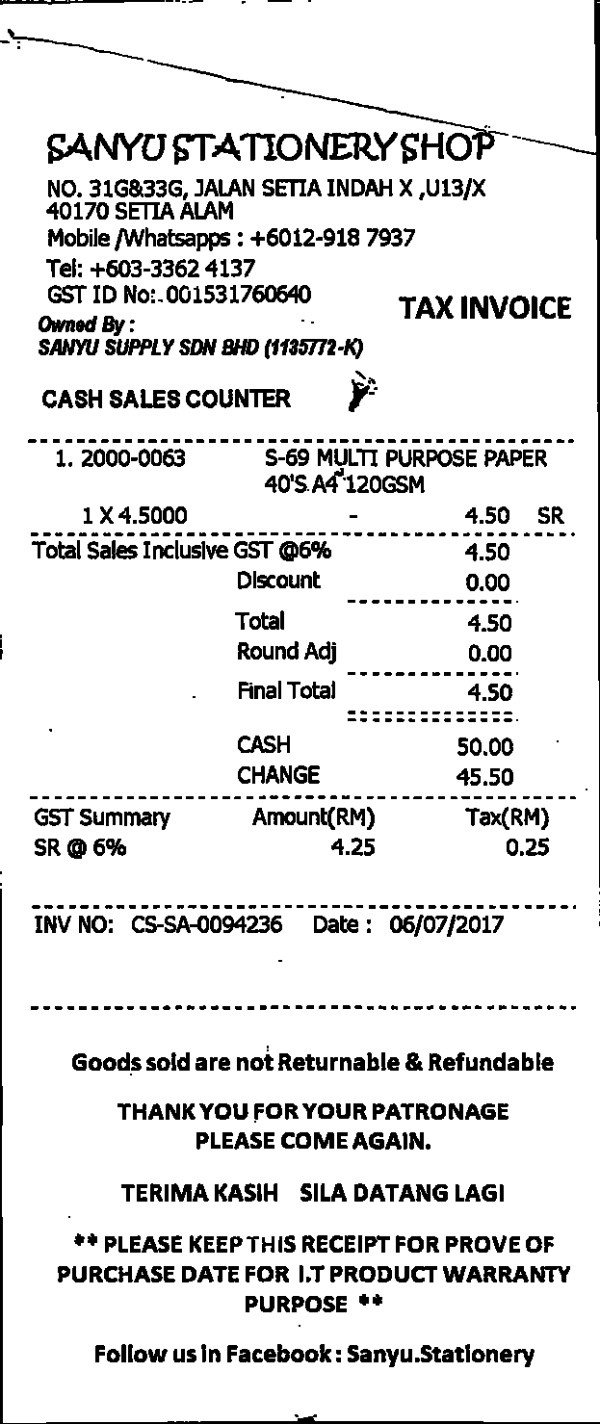 SANYU STATIONERY SHOP
NO. 31G&33G, JALAN SETIA INDAH X ,U13/X
40170 SETIA ALAM
Mobile /Whatsapps : +6012-918 7937
Tel: +603-3362 4137
GST ID No: 001531760640
TAX INVOICE
Owned By :
SANYU SUPPLY SDN BHD (1135772-K)
CASH SALES COUNTER
1. 2000-0063 S-69 MULTI PURPOSE PAPER
40'S A4 120GSM
1 X 4.5000 - 4.50 SR
Total Sales Inclusive GST @6% 4.50
Discount 0.00
Total 4.50
Round Adj 0.00
Final Total 4.50
CASH 50.00
CHANGE 45.50
GST Summary Amount(RM) Tax(RM)
SR @ 6% 4.25 0.25
INV NO: CS-SA-0094236 Date : 06/07/2017
Goods sold are not Returnable & Refundable
THANK YOU FOR YOUR PATRONAGE
PLEASE COME AGAIN.
TERIMA KASIH SILA DATANG LAGI
** PLEASE KEEP THIS RECEIPT FOR PROVE OF
PURCHASE DATE FOR I.T PRODUCT WARRANTY
PURPOSE **
Follow us in Facebook : Sanyu.Stationery